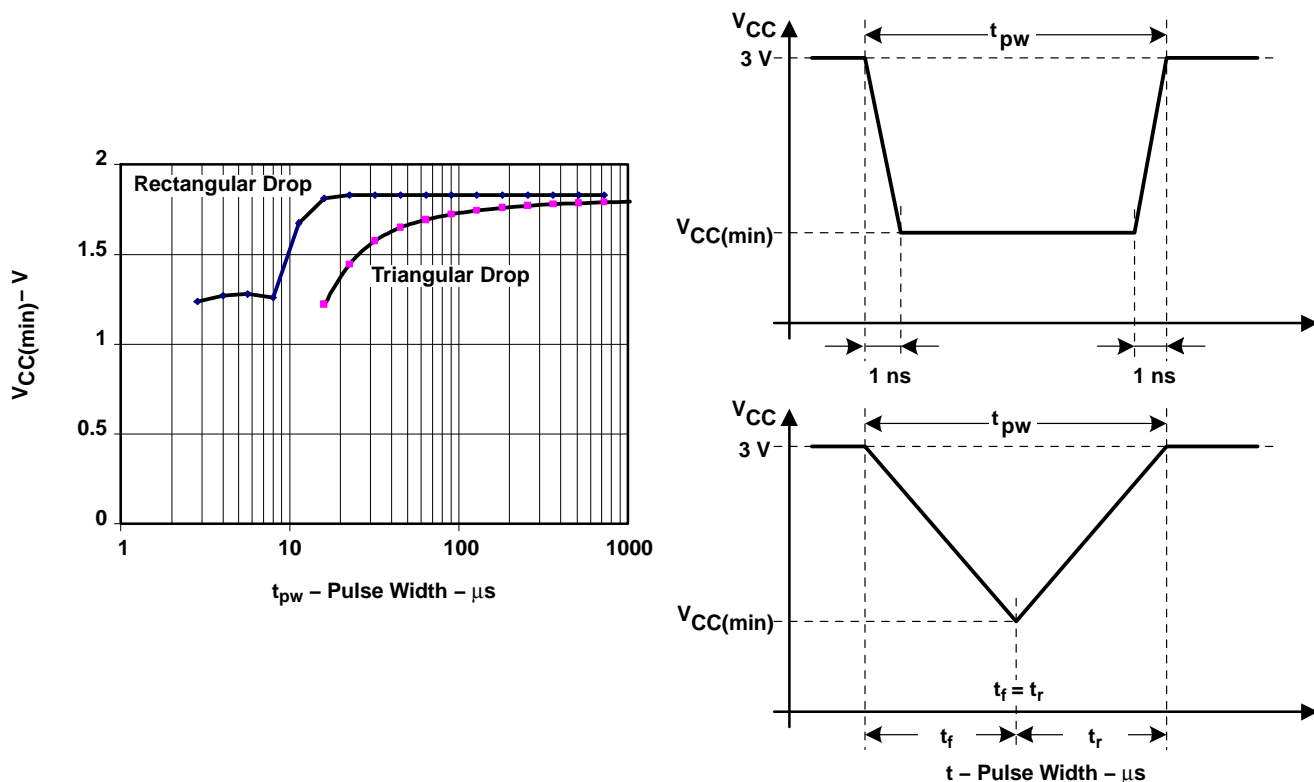 2
1.5
1
0.5
0
VCC(min) – V
Rectangular Drop
Triangular Drop
1
10
100
1000
tpw – Pulse Width – μs
VCC
3 V
tpw
VCC(min)
1 ns
1 ns
VCC
3 V
tpw
VCC(min)
tf = tr
tf
tr
t – Pulse Width – μs